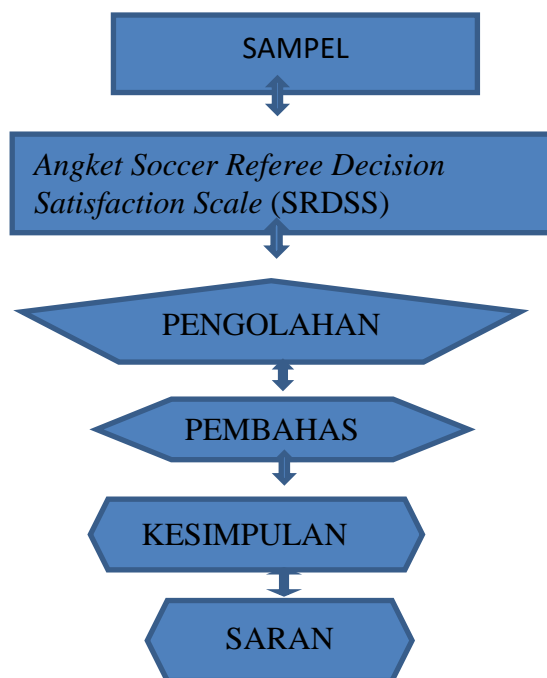 SAMPEL
Angket Soccer Referee Decision
Satisfaction Scale (SRDSS)
PENGOLAHAN
PEMBAHAS
KESIMPULAN
SARAN